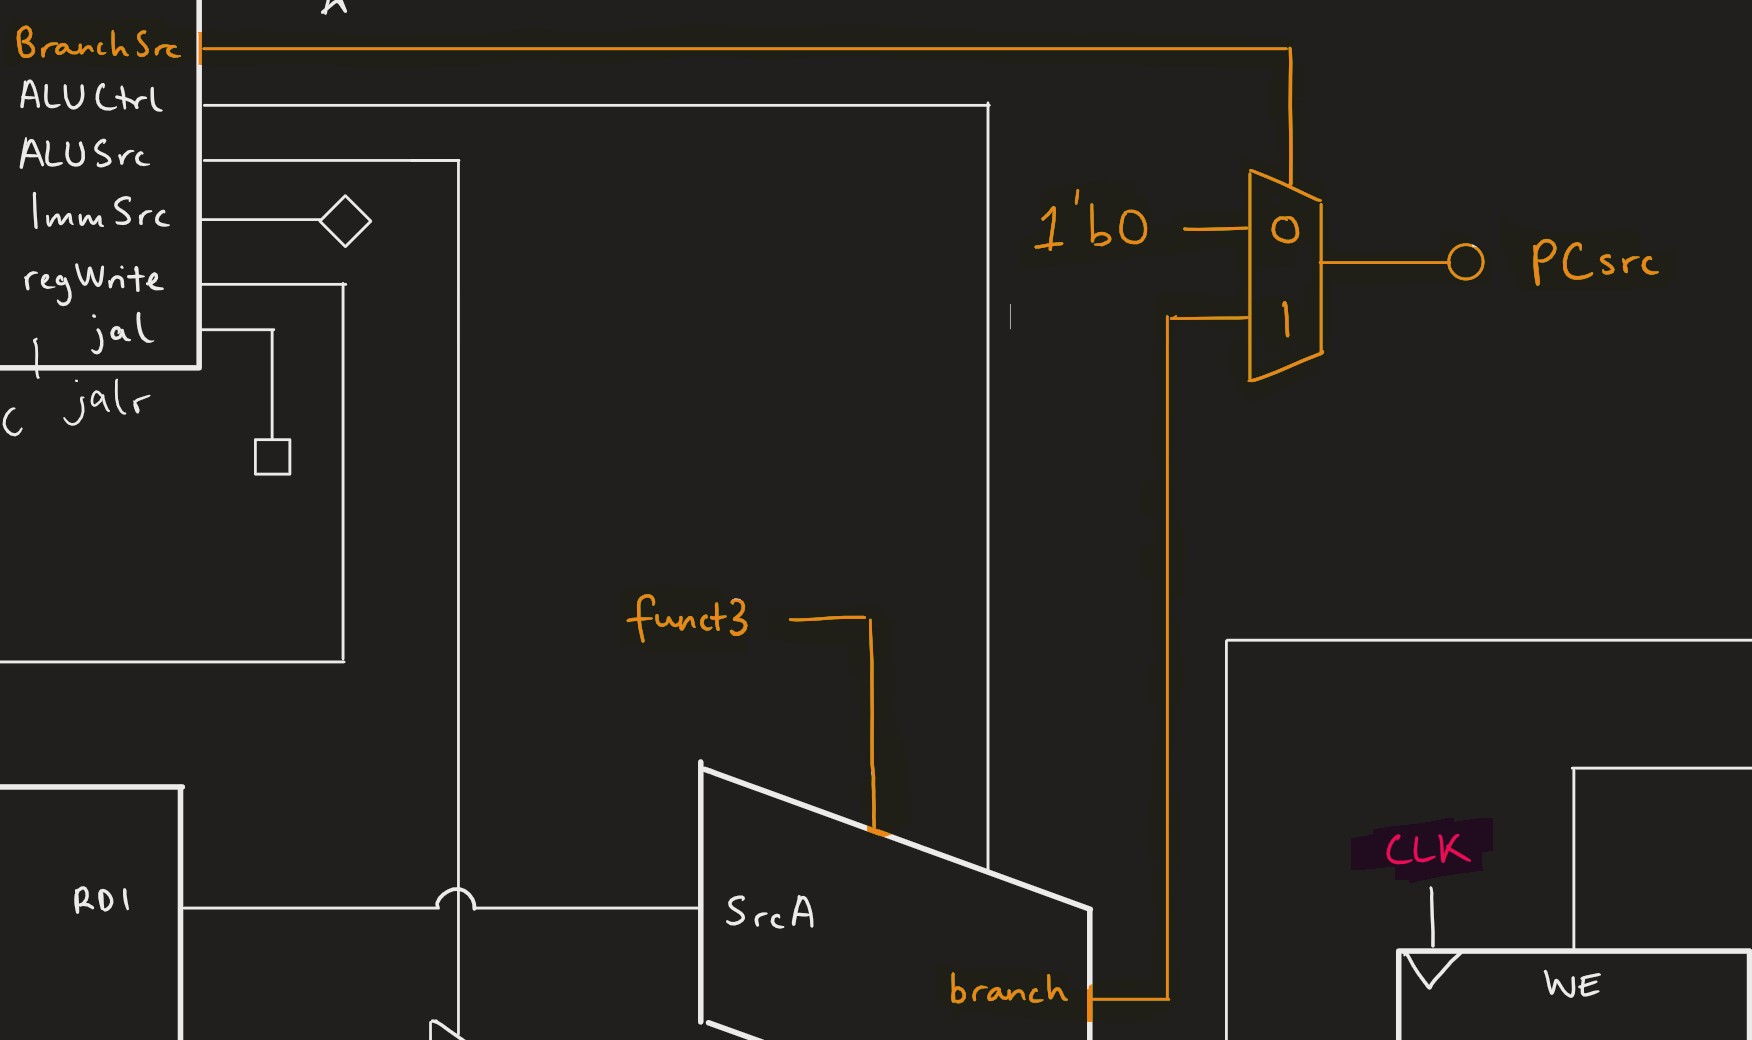 BranchSrc
ALUCtrl
ALUSrc
ImmSrc
regWrite
jal
jalr
C
1'b0
0
1
PCsrc
funct3
RD1
SrcA
branch
CLK
WE